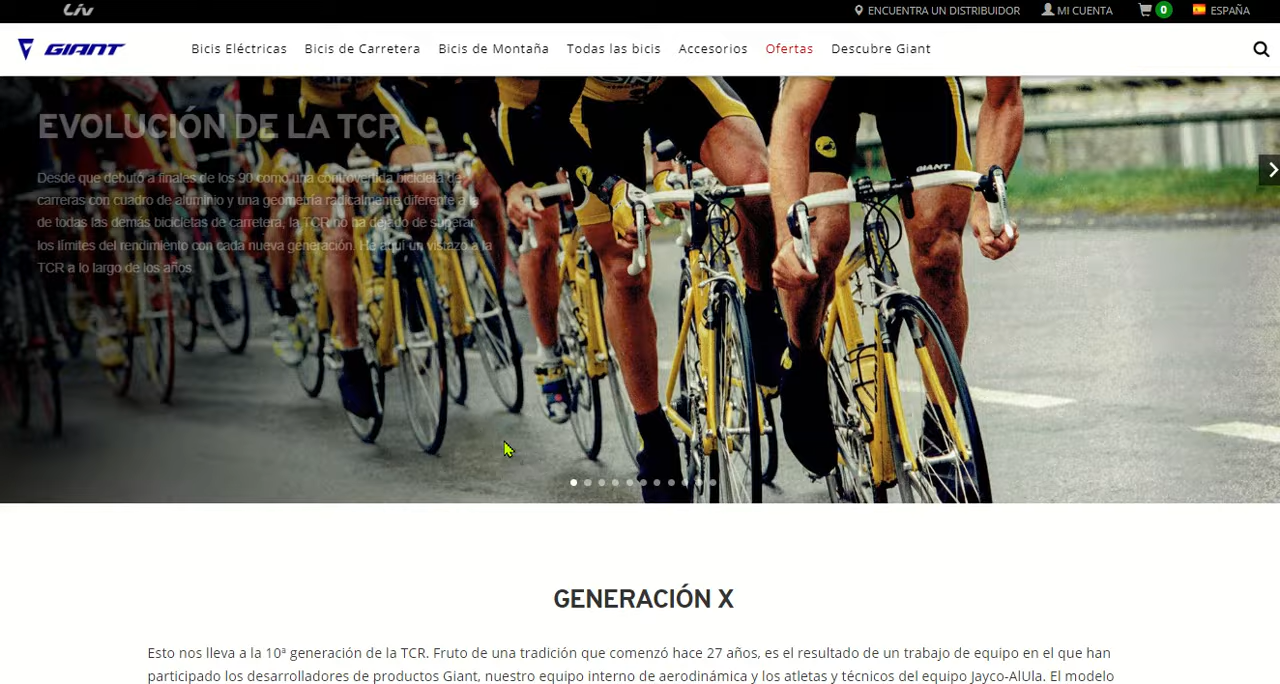 Liv
ENCUENTRA UN DISTRIBUIDOR MI CUENTA 0 ESPAÑA
GIANT Bicis Eléctricas Bicis de Carretera Bicis de Montaña Todas las bicis Accesorios Ofertas Descubre Giant
EVOLUCIÓN DE LA TCR
Desde que debutó a finales de los 90 como una controvertida bicicleta de
carreras con cuadro de aluminio y una geometría radicalmente diferente a la
de todas las demás bicicletas de carretera, la TCR no ha dejado de superar
los límites del rendimiento con cada nueva generación. He aquí un vistazo a la
TCR a lo largo de los años.
GIANT
GENERACIÓN X
Esto nos lleva a la 10ª generación de la TCR. Fruto de una tradición que comenzó hace 27 años, es el resultado de un trabajo de equipo en el que han
participado los desarrolladores de productos Giant, nuestro equipo interno de aerodinámica y los atletas y técnicos del equipo Jayco-AlUla. El modelo